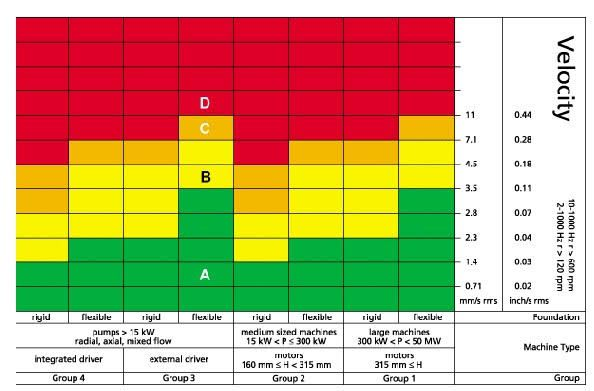 D
C
B
A
11 0.44
7.1 0.28
4.5 0.18
3.5 0.11
2.8 0.07
2.3 0.04
1.4 0.03
0.71 0.02
mm/s rms inch/s rms
Velocity
10-1000 Hz r > 600 rpm
2-1000 Hz r > 120 rpm
rigid flexible rigid flexible rigid flexible rigid flexible Foundation
pumps > 15 kW
radial, axial, mixed flow
medium sized machines
15 kW < P ≤ 300 kW
large machines
300 kW < P < 50 MW
Machine Type
integrated driver external driver
motors
160 mm ≤ H < 315 mm
motors
315 mm ≤ H
Group 4 Group 3 Group 2 Group 1 Group